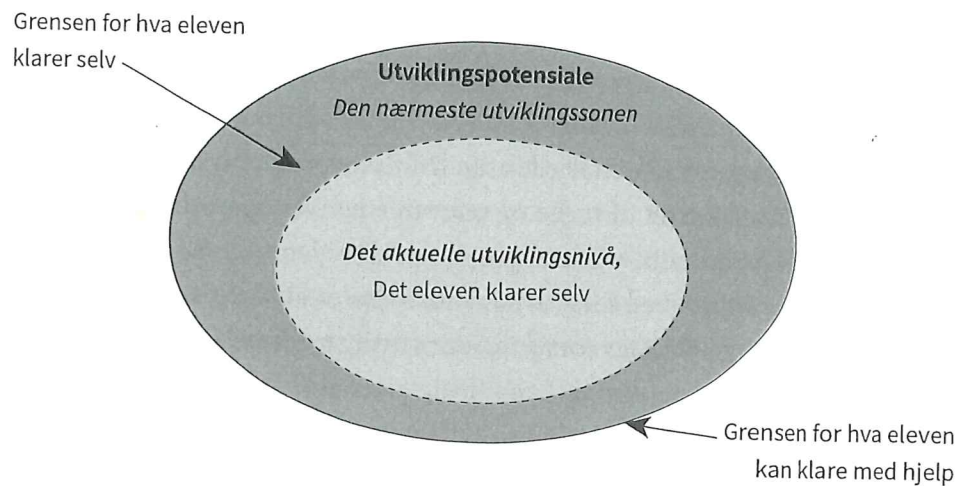 Grensen for hva eleven
klarer selv
Utviklingspotensiale
Den nærmeste utviklingssonen
Det aktuelle utviklingsnivå,
Det eleven klarer selv
Grensen for hva eleven
kan klare med hjelp